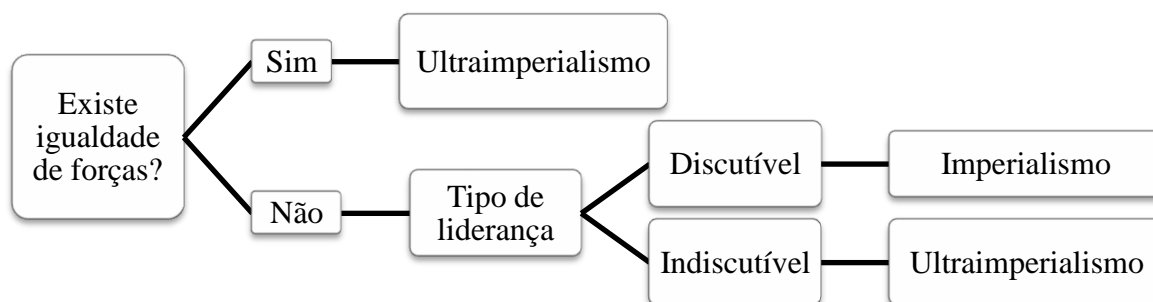 Existe
igualdade
de forças?
Sim
Ultraimperialismo
Não
Tipo de
liderança
Discutível
Imperialismo
Indiscutível
Ultraimperialismo